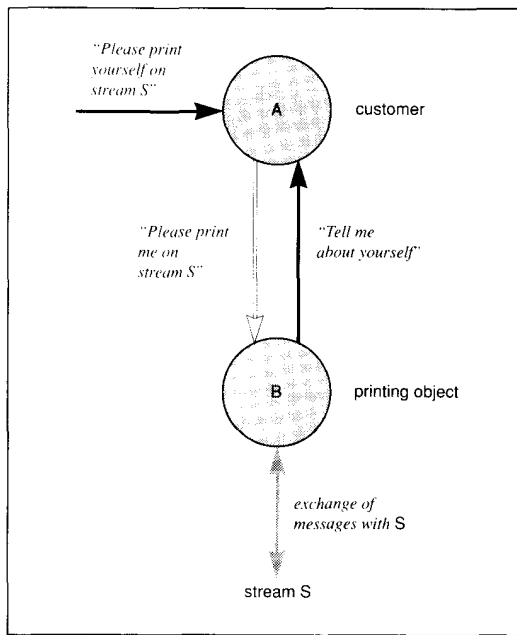 “Please print
yourself on
stream S”
A
customer
“Please print
me on
stream S”
“Tell me
about yourself”
B
printing object
exchange of
messages with S
stream S